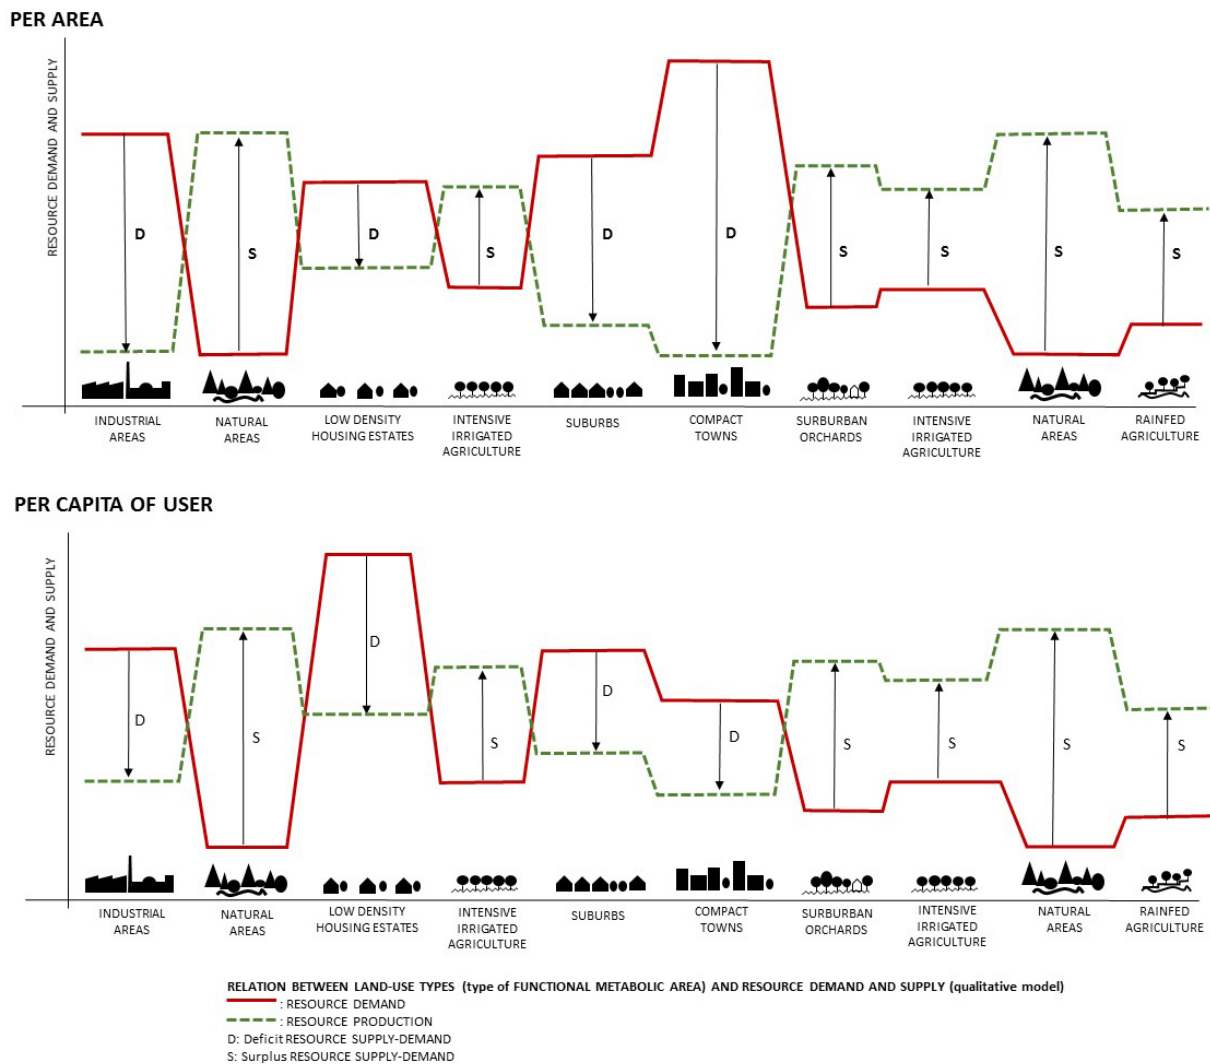 PER AREA
RESOURCE DEMAND AND SUPPLY
D
S
D
S
D
D
S
S
S
S
INDUSTRIAL
AREAS
NATURAL
AREAS
LOW DENSITY
HOUSING ESTATES
INTENSIVE
IRRIGATED
AGRICULTURE
SUBURBS
COMPACT
TOWNS
SURBURBAN
ORCHARDS
INTENSIVE
IRRIGATED
AGRICULTURE
NATURAL
AREAS
RAINFED
AGRICULTURE
PER CAPITA OF USER
RESOURCE DEMAND AND SUPPLY
D
S
D
S
D
D
S
S
S
S
INDUSTRIAL
AREAS
NATURAL
AREAS
LOW DENSITY
HOUSING ESTATES
INTENSIVE
IRRIGATED
AGRICULTURE
SUBURBS
COMPACT
TOWNS
SURBURBAN
ORCHARDS
INTENSIVE
IRRIGATED
AGRICULTURE
NATURAL
AREAS
RAINFED
AGRICULTURE
RELATION BETWEEN LAND-USE TYPES (type of FUNCTIONAL METABOLIC AREA) AND RESOURCE DEMAND AND SUPPLY (qualitative model)
: RESOURCE DEMAND
: RESOURCE PRODUCTION
D: Deficit RESOURCE SUPPLY-DEMAND
S: Surplus RESOURCE SUPPLY-DEMAND